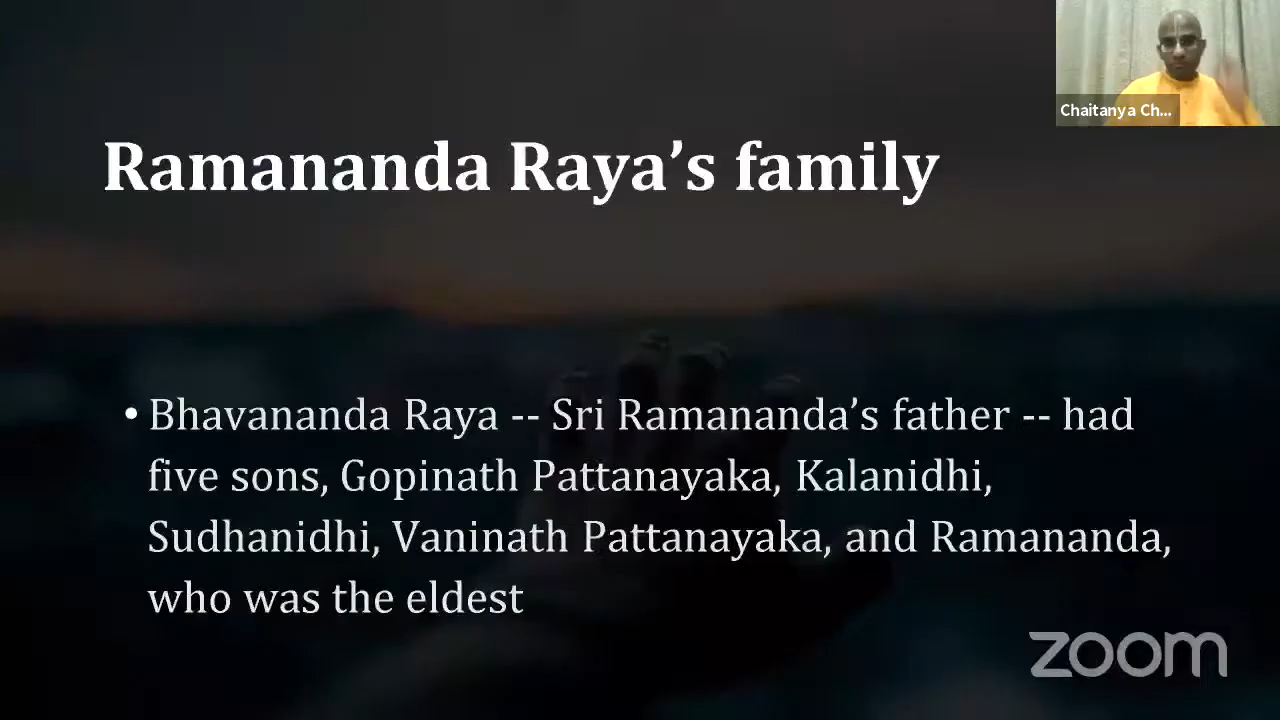 Chaitanya Ch...
Ramananda Raya’s family
• Bhavananda Raya -- Sri Ramananda’s father -- had
five sons, Gopinath Pattanayaka, Kalanidhi,
Sudhanidhi, Vaninath Pattanayaka, and Ramananda,
who was the eldest
zoom